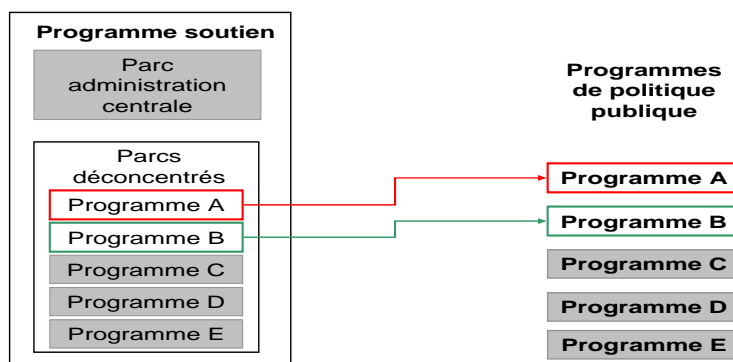 Programme soutien
Parc
administration
centrale
Parcs
déconcentrés
Programme A
Programme B
Programme C
Programme D
Programme E
Programmes
de politique
publique
Programme A
Programme B
Programme C
Programme D
Programme E